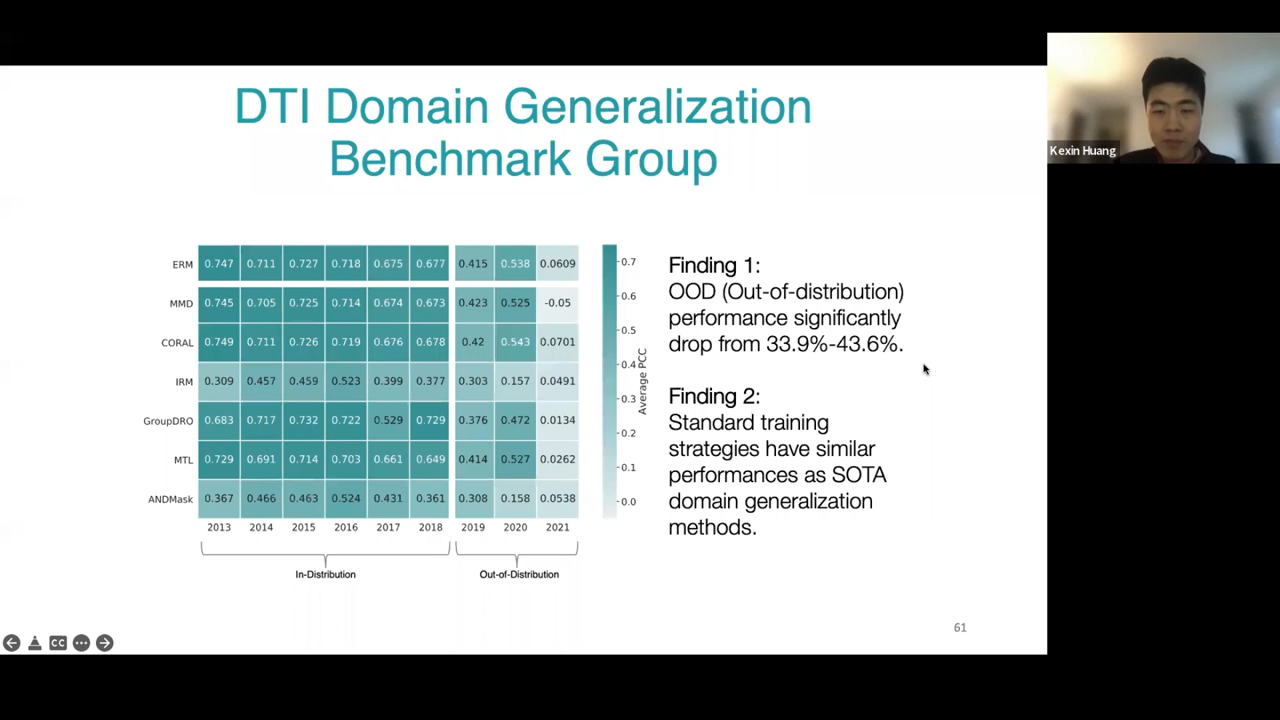 DTI Domain Generalization
Benchmark Group
Kexin Huang
ERM 0.747 0.711 0.727 0.718 0.675 0.677 0.415 0.538 0.0609
MMD 0.745 0.705 0.725 0.714 0.674 0.673 0.423 0.525 -0.05
CORAL 0.749 0.711 0.726 0.719 0.676 0.678 0.42 0.543 0.0701
IRM 0.309 0.457 0.459 0.523 0.399 0.377 0.303 0.157 0.0491
GroupDRO 0.683 0.717 0.732 0.722 0.529 0.729 0.376 0.472 0.0134
MTL 0.729 0.691 0.714 0.703 0.661 0.649 0.414 0.527 0.0262
ANDMask 0.367 0.466 0.463 0.524 0.431 0.361 0.308 0.158 0.0538
2013 2014 2015 2016 2017 2018 2019 2020 2021
In-Distribution
Out-of-Distribution
0.7
0.6
0.5
0.4
0.3
0.2
0.1
0.0
Average PCC
Finding 1:
OOD (Out-of-distribution)
performance significantly
drop from 33.9%-43.6%.
Finding 2:
Standard training
strategies have similar
performances as SOTA
domain generalization
methods.
61
CC